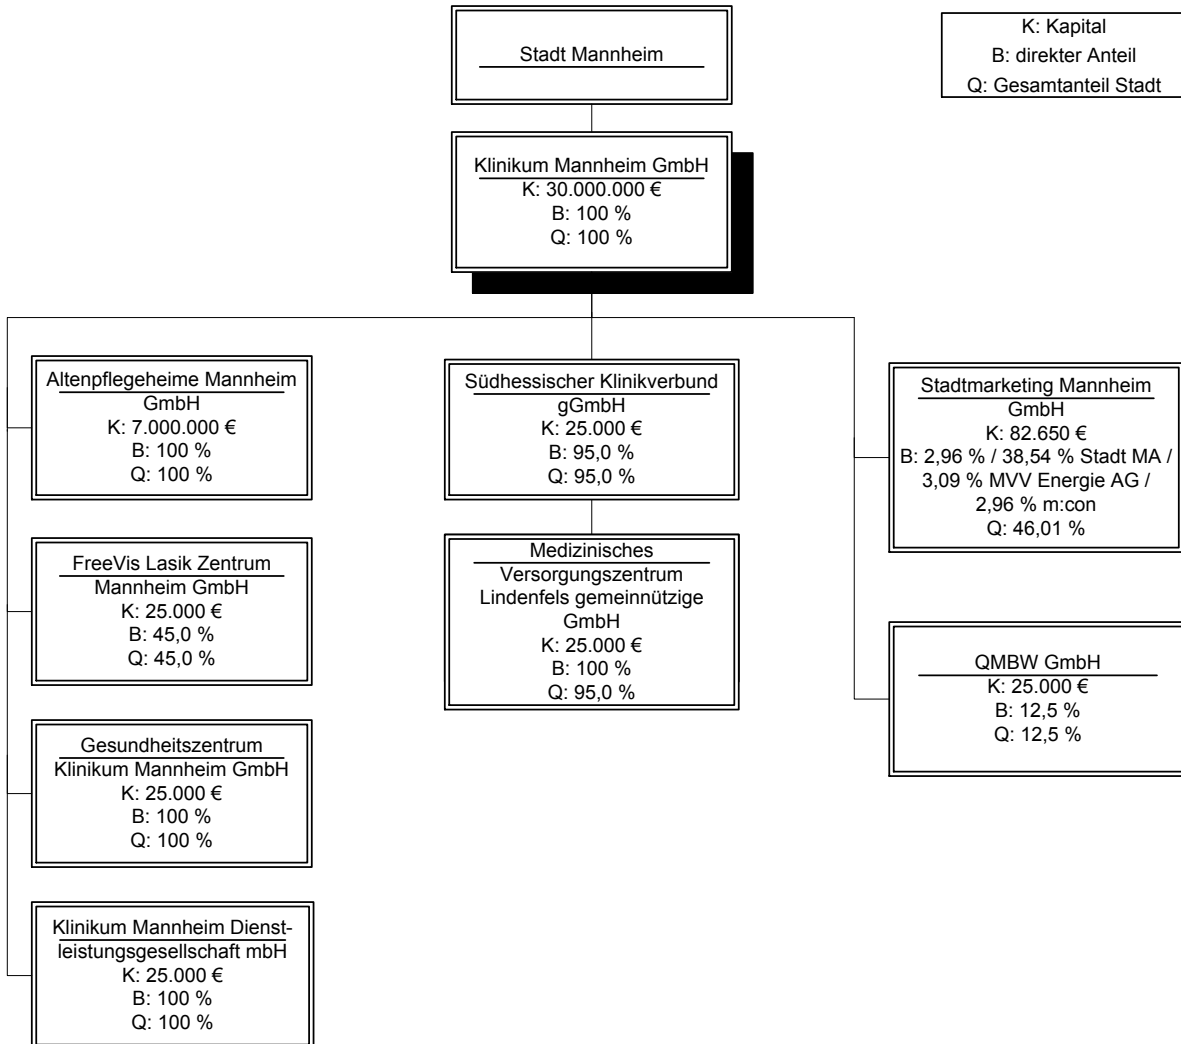 Stadt Mannheim
K: Kapital
B: direkter Anteil
Q: Gesamtanteil Stadt
Klinikum Mannheim GmbH
K: 30.000.000 €
B: 100 %
Q: 100 %
Altenpflegeheime Mannheim
GmbH
K: 7.000.000 €
B: 100 %
Q: 100 %
FreeVis Lasik Zentrum
Mannheim GmbH
K: 25.000 €
B: 45,0 %
Q: 45,0 %
Gesundheitszentrum
Klinikum Mannheim GmbH
K: 25.000 €
B: 100 %
Q: 100 %
Klinikum Mannheim Dienst-
leistungsgesellschaft mbH
K: 25.000 €
B: 100 %
Q: 100 %
Südhessischer Klinikverbund
gGmbH
K: 25.000 €
B: 95,0 %
Q: 95,0 %
Medizinisches
Versorgungszentrum
Lindenfels gemeinnützige
GmbH
K: 25.000 €
B: 100 %
Q: 95,0 %
Stadtmarketing Mannheim
GmbH
K: 82.650 €
B: 2,96 % / 38,54 % Stadt MA /
3,09 % MVV Energie AG /
2,96 % m:con
Q: 46,01 %
QMBW GmbH
K: 25.000 €
B: 12,5 %
Q: 12,5 %